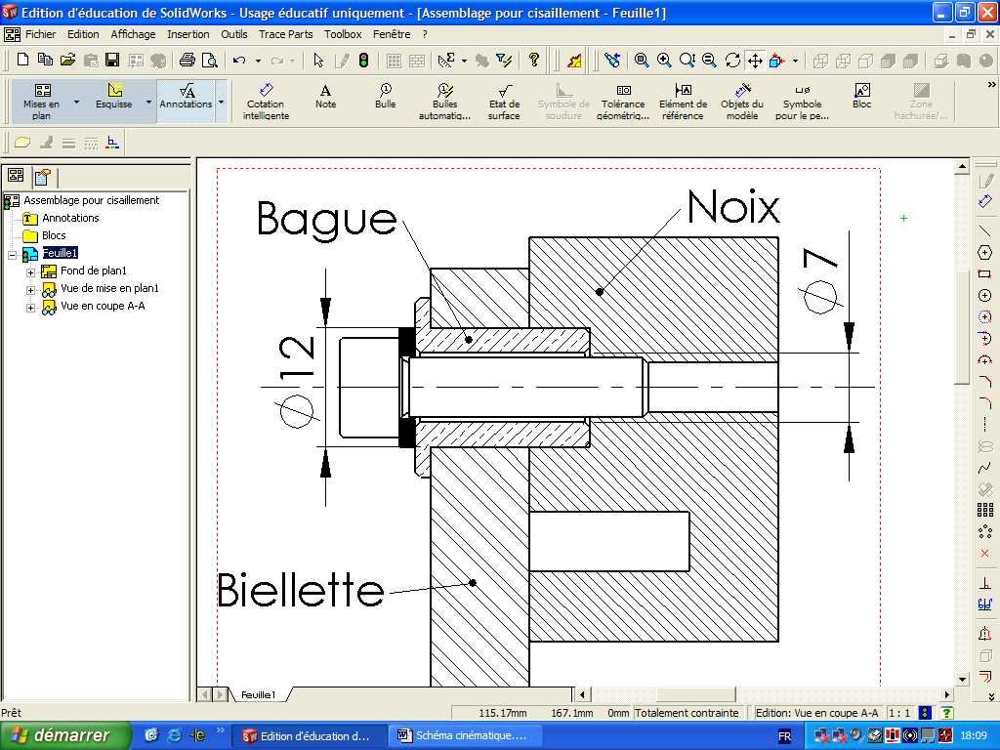 Edition d'éducation de SolidWorks - Usage éducatif uniquement - [Assemblage pour cisaillement - Feuille1]
Fichier Edition Affichage Insertion Outils Trace Parts Toolbox Fenêtre ?
Mises en plan
Esquisse
Annotations
Cotation intelligente
Note
Bulle
Bulles automatiq...
Etat de surface
Symbole de soudure
Tolérance géométriq...
Elément de référence
Objets du modèle
Symbole pour le pe...
Bloc
Zone hachurée/...
Assemblage pour cisaillement
Annotations
Blocs
Feuille1
Fond de plan1
Vue de mise en plan1
Vue en coupe A-A
Bague
Noix
∅ 7
∅ 12
Biellette
Feuille1
Prêt
115.17mm 167.1mm 0mm Totalement contrainte Edition: Vue en coupe A-A 1 : 1
démarrer
Edition d'éducation d...
Schéma cinématique....
FR
18:09